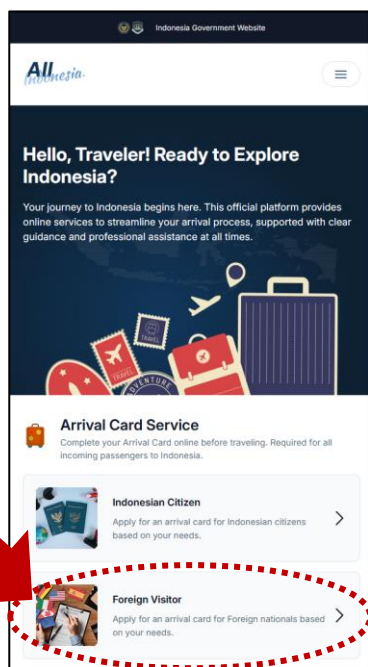 Indonesia Government Website
All
Indonesia.
Hello, Traveler! Ready to Explore
Indonesia?
Your journey to Indonesia begins here. This official platform provides
online services to streamline your arrival process, supported with clear
guidance and professional assistance at all times.
TRAVEL
TRAVEL
ADVENTURE
Arrival Card Service
Complete your Arrival Card online before traveling. Required for all
incoming passengers to Indonesia.
Indonesian Citizen
Apply for an arrival card for Indonesian citizens
based on your needs.
Foreign Visitor
Apply for an arrival card for Foreign nationals based
on your needs.